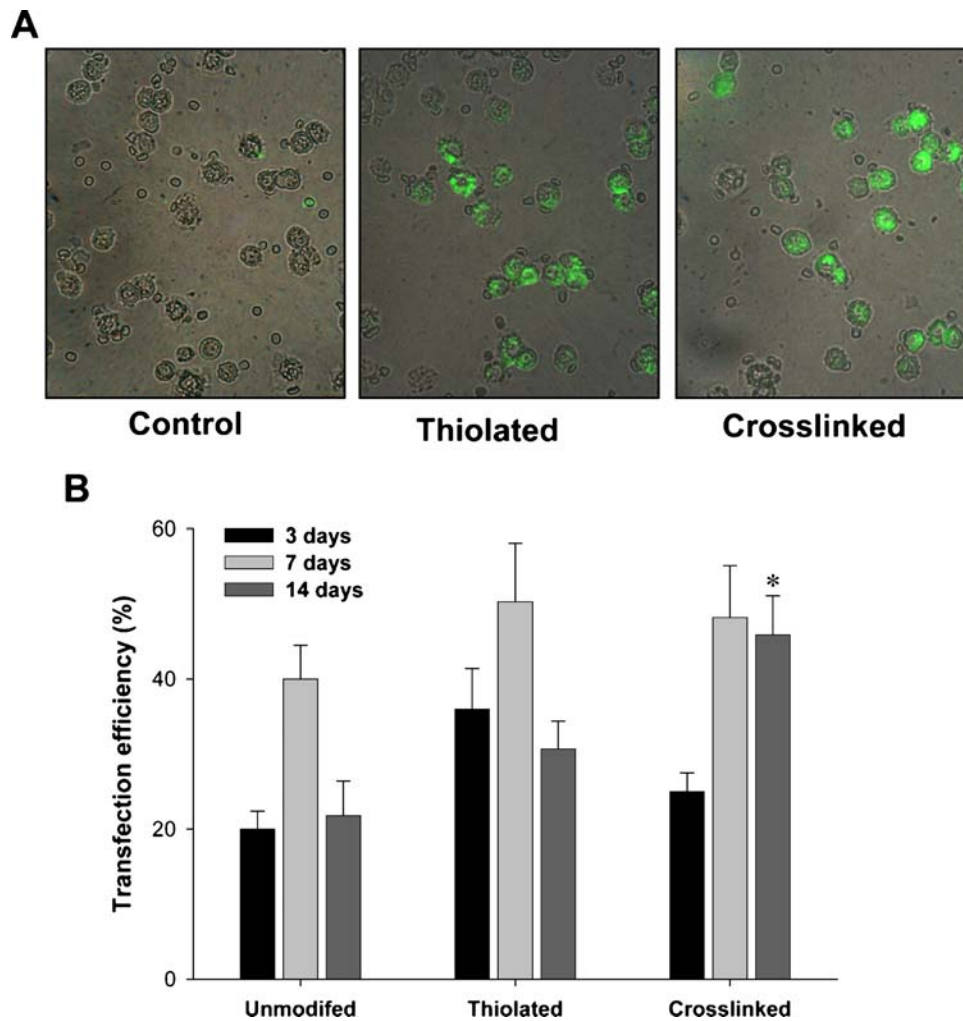 A
Control
Thiolated
Crosslinked
B
3 days
7 days
14 days
Transfection efficiency (%)
60
40
20
0
*
Unmodifed
Thiolated
Crosslinked